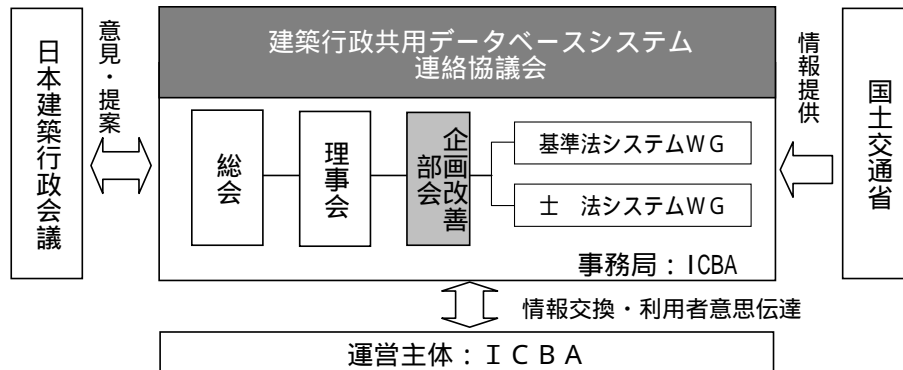 日本建築行政会議
意見・提案
建築行政共用データベースシステム
連絡協議会
総会
理事会
企画改善
部会
基準法システムWG
士　法システムWG
事務局：ICBA
情報提供
国土交通省
情報交換・利用者意思伝達
運営主体：ＩＣＢＡ